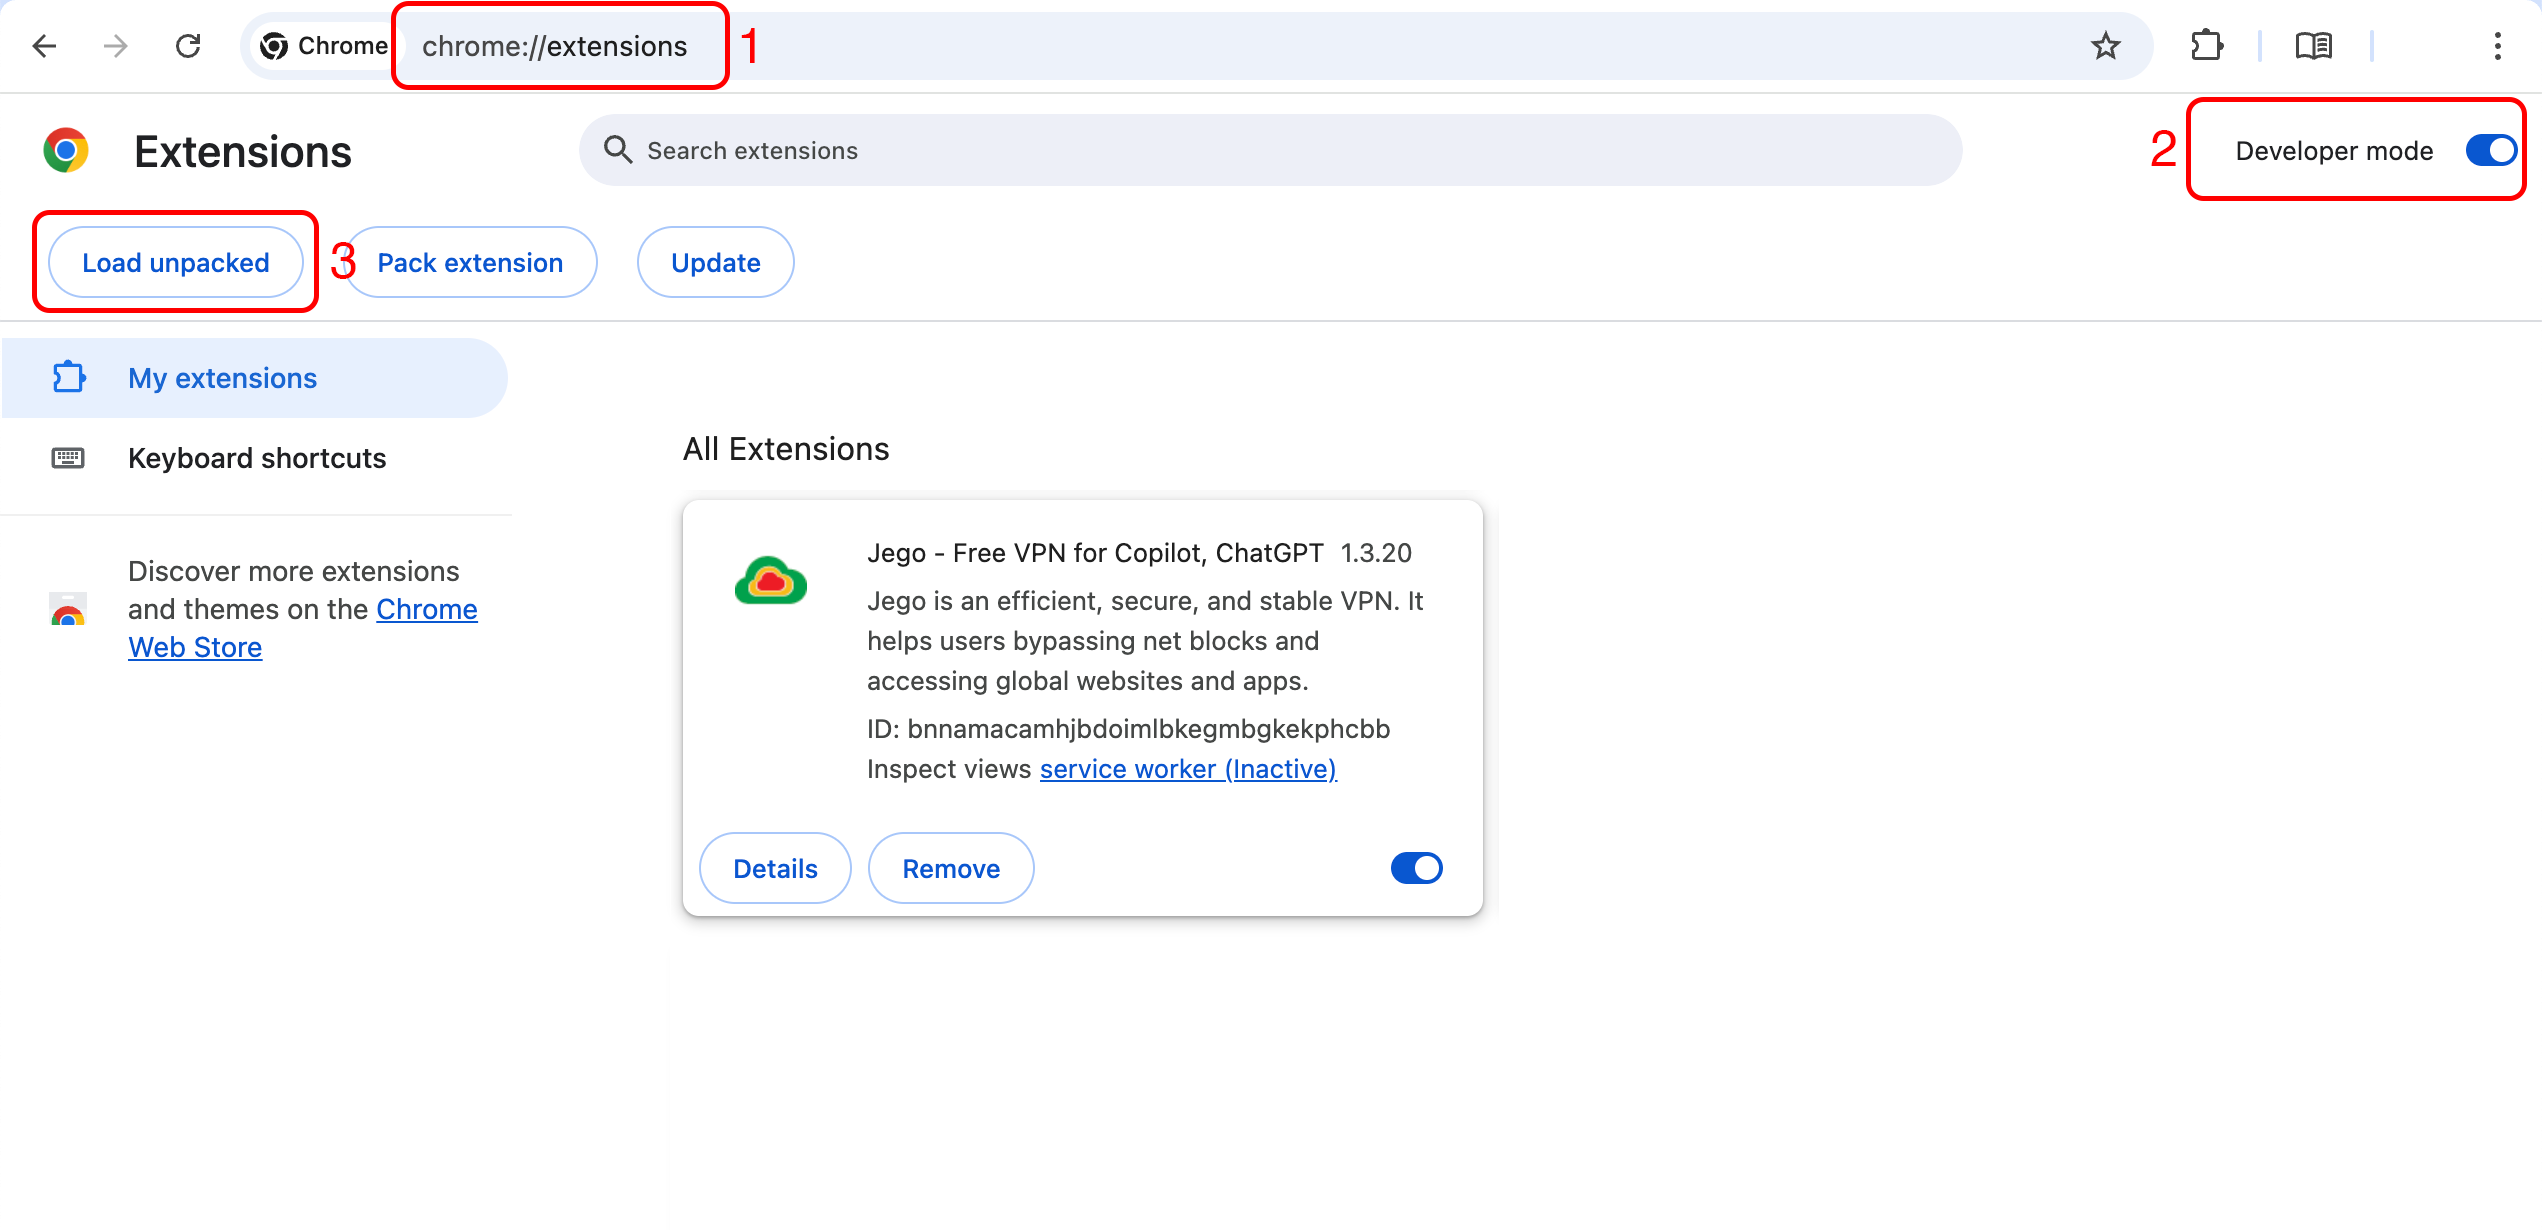 Chrome chrome://extensions 1
Extensions
Search extensions
2 Developer mode
Load unpacked 3 Pack extension Update
My extensions
Keyboard shortcuts
Discover more extensions
and themes on the Chrome
Web Store
All Extensions
Jego - Free VPN for Copilot, ChatGPT 1.3.20
Jego is an efficient, secure, and stable VPN. It
helps users bypassing net blocks and
accessing global websites and apps.
ID: bnnamacamhjbdoimlbkegmbgkekphcbb
Inspect views service worker (Inactive)
Details Remove